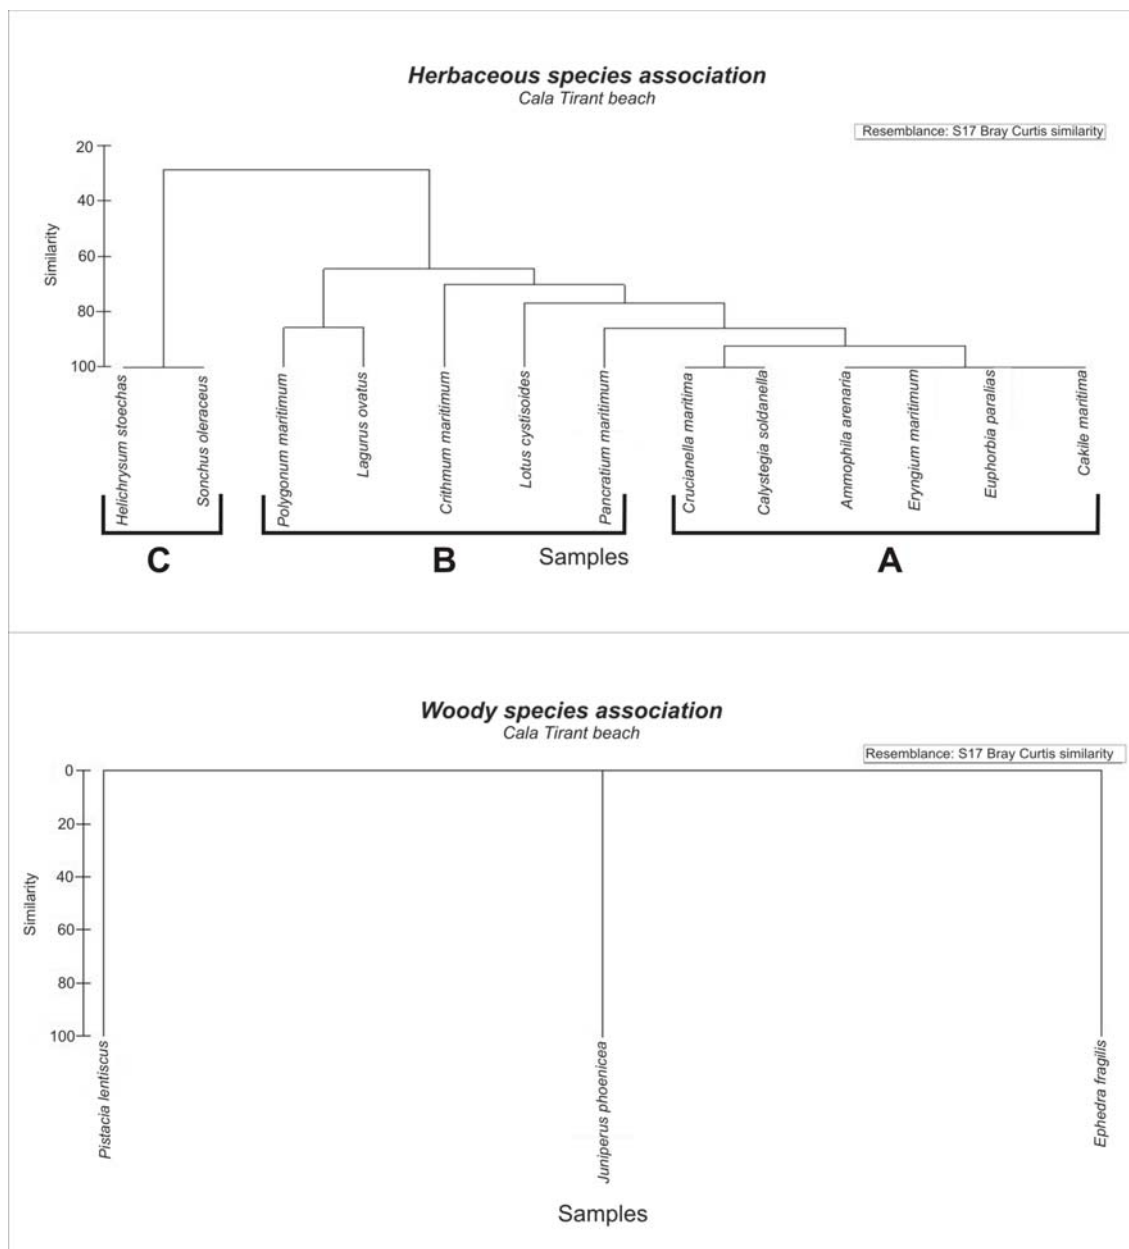 Herbaceous species association
Cala Tirant beach
Resemblance: S17 Bray Curtis similarity
Similarity
20
40
60
80
100
Helichrysum stoechas
Sonchus oleraceus
Polygonum maritimum
Lagurus ovatus
Crithmum maritimum
Lotus cystisoides
Pancratium maritimum
Crucianella maritima
Calystegia soldanella
Ammophila arenaria
Eryngium maritimum
Euphorbia paralias
Cakile maritima
C
B
Samples
A
Woody species association
Cala Tirant beach
Resemblance: S17 Bray Curtis similarity
Similarity
0
20
40
60
80
100
Pistacia lentiscus
Juniperus phoenicea
Ephedra fragilis
Samples